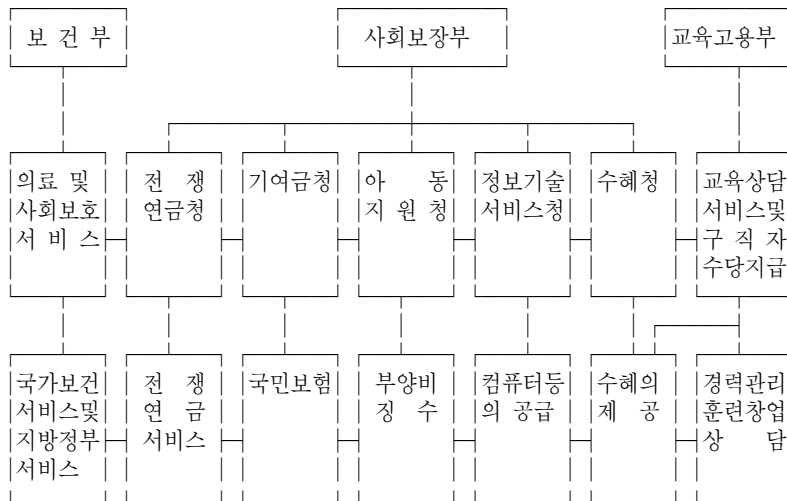 보 건 부
사회보장부
교육고용부
의료 및
사회보호
서 비 스
전 쟁
연금청
기여금청
아 동
지 원 청
정보기술
서비스청
수혜청
교육상담
서비스및
구 직 자
수당지급
국가보건
서비스및
지방정부
서비스
전 쟁
연 금
서비스
국민보험
부양비
징 수
컴퓨터등
의 공급
수혜의
제 공
경력관리
훈련창업
상 담